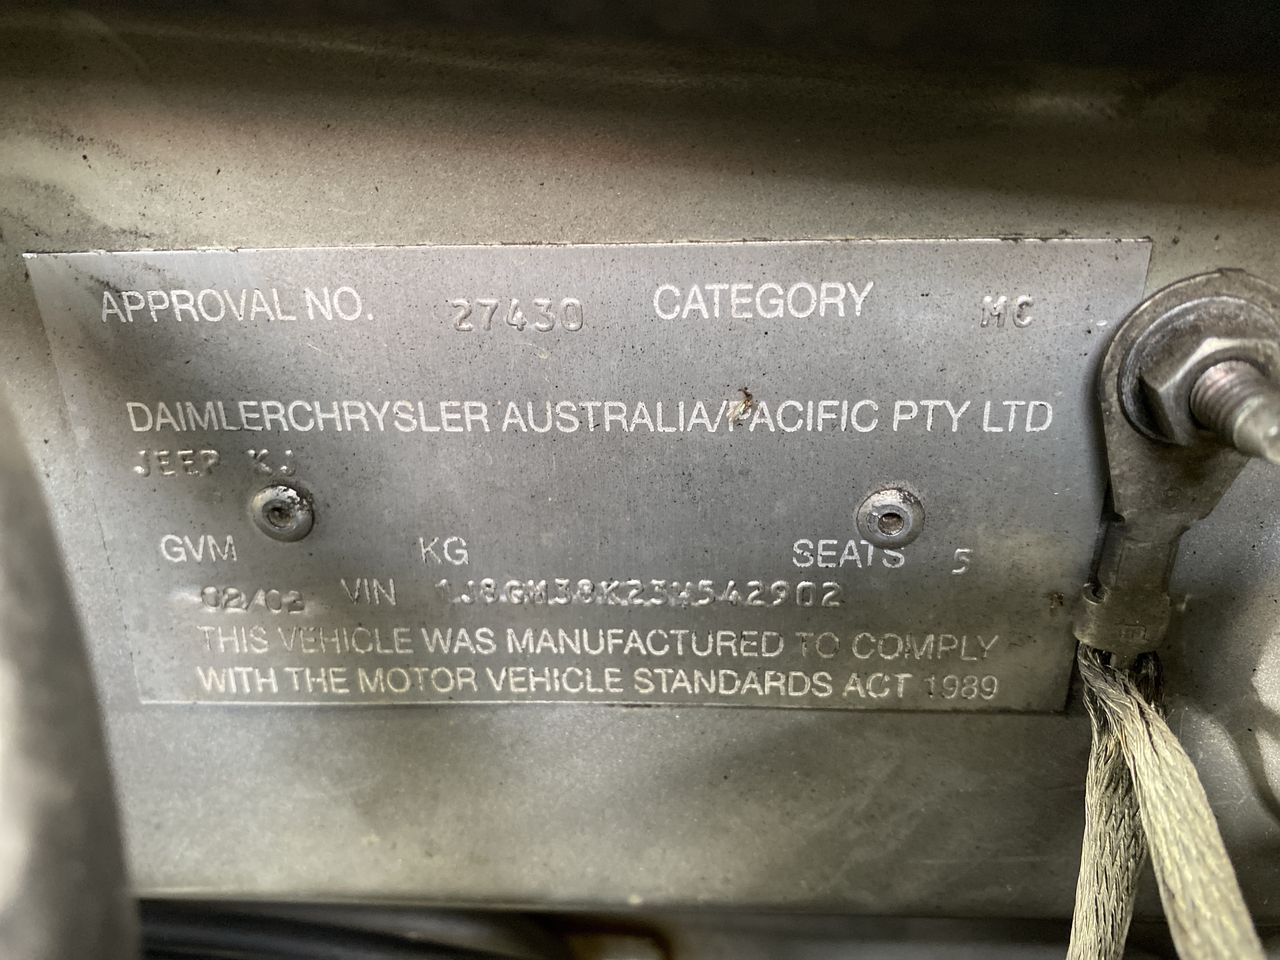 APPROVAL NO. 27430 CATEGORY MC
DAIMLERCHRYSLER AUSTRALIA/PACIFIC PTY LTD
JEEP KJ
GVM KG SEATS 5
02/03 VIN 1J8GM38K23W542902
THIS VEHICLE WAS MANUFACTURED TO COMPLY
WITH THE MOTOR VEHICLE STANDARDS ACT 1989